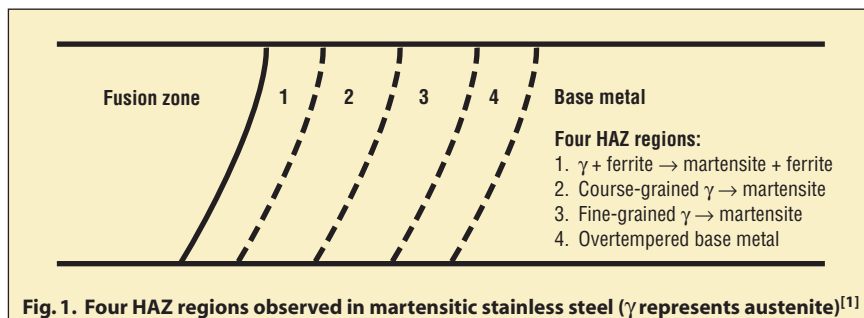 Fusion zone 1 2 3 4 Base metal
Four HAZ regions:
1. γ + ferrite → martensite + ferrite
2. Course-grained γ → martensite
3. Fine-grained γ → martensite
4. Overtempered base metal
Fig. 1. Four HAZ regions observed in martensitic stainless steel (γ represents austenite)[1]